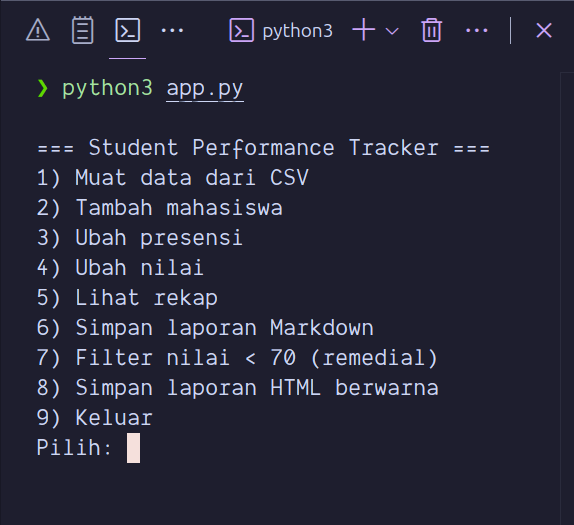 python3
❯ python3 app.py
=== Student Performance Tracker ===
1) Muat data dari CSV
2) Tambah mahasiswa
3) Ubah presensi
4) Ubah nilai
5) Lihat rekap
6) Simpan laporan Markdown
7) Filter nilai < 70 (remedial)
8) Simpan laporan HTML berwarna
9) Keluar
Pilih: